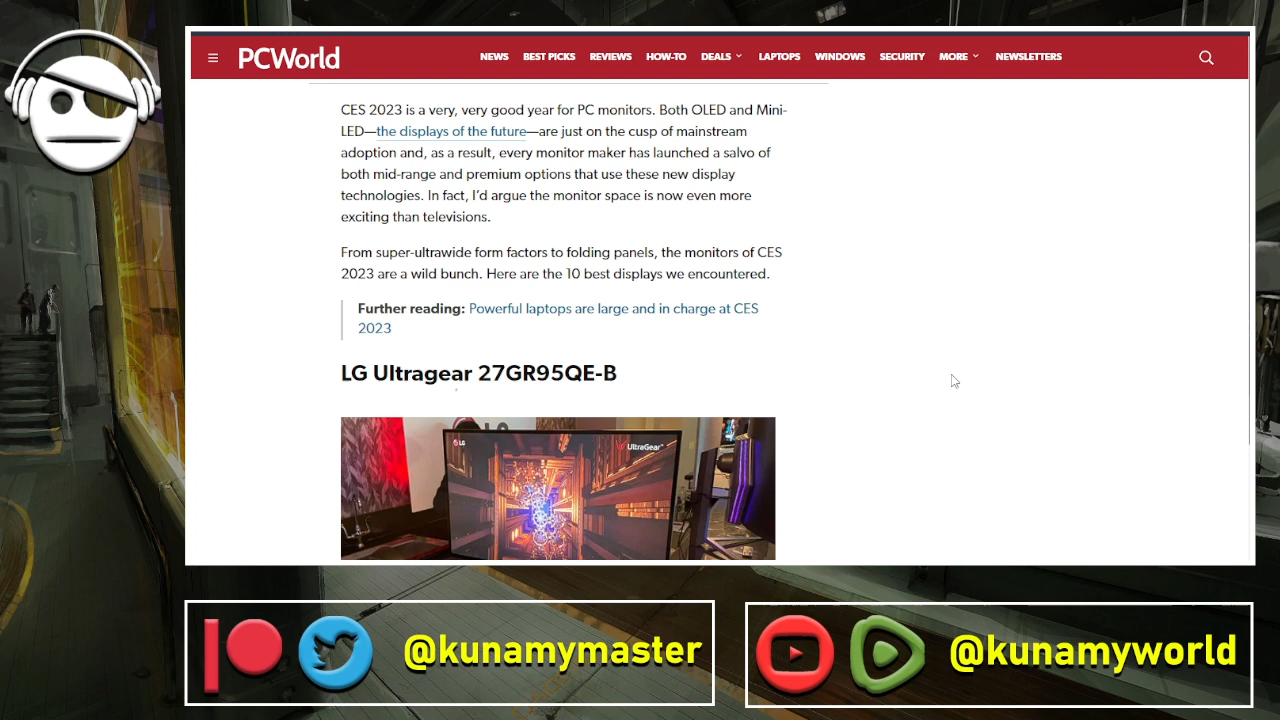 PCWorld
NEWS BEST PICKS REVIEWS HOW-TO DEALS LAPTOPS WINDOWS SECURITY MORE NEWSLETTERS
CES 2023 is a very, very good year for PC monitors. Both OLED and Mini-
LED—the displays of the future—are just on the cusp of mainstream
adoption and, as a result, every monitor maker has launched a salvo of
both mid-range and premium options that use these new display
technologies. In fact, I'd argue the monitor space is now even more
exciting than televisions.
From super-ultrawide form factors to folding panels, the monitors of CES
2023 are a wild bunch. Here are the 10 best displays we encountered.
Further reading: Powerful laptops are large and in charge at CES
2023
LG Ultragear 27GR95QE-B
LG
UltraGear™
@kunamymaster
@kunamyworld